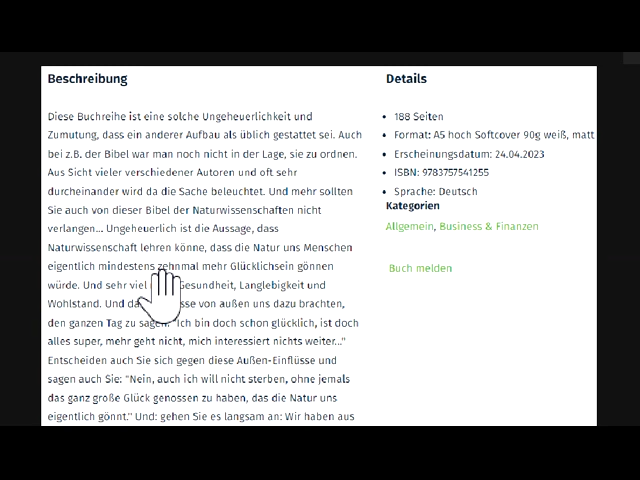 Beschreibung
Diese Buchreihe ist eine solche Ungeheuerlichkeit und
Zumutung, dass ein anderer Aufbau als üblich gestattet sei. Auch
bei z.B. der Bibel war man noch nicht in der Lage, sie zu ordnen.
Aus Sicht vieler verschiedener Autoren und oft sehr
durcheinander wird da die Sache beleuchtet. Und mehr sollten
Sie auch von dieser Bibel der Naturwissenschaften nicht
verlangen... Ungeheuerlich ist die Aussage, dass
Naturwissenschaft lehren könne, dass die Natur uns Menschen
eigentlich mindestens zehnmal mehr Glücklichsein gönnen
würde. Und sehr viel Gesundheit, Langlebigkeit und
Wohlstand. Und von außen uns dazu brachten,
den ganzen Tag zu sagen: "Ich bin doch schon glücklich, ist doch
alles super, mehr geht nicht, mich interessiert nichts weiter..."
Entscheiden auch Sie sich gegen diese Außen-Einflüsse und
sagen auch Sie: "Nein, auch ich will nicht sterben, ohne jemals
das ganz große Glück genossen zu haben, das die Natur uns
eigentlich gönnt." Und: gehen Sie es langsam an: Wir haben aus
Details
• 188 Seiten
• Format: A5 hoch Softcover 90g weiß, matt
• Erscheinungsdatum: 24.04.2023
• ISBN: 9783757541255
• Sprache: Deutsch
Kategorien
Allgemein, Business & Finanzen
Buch melden